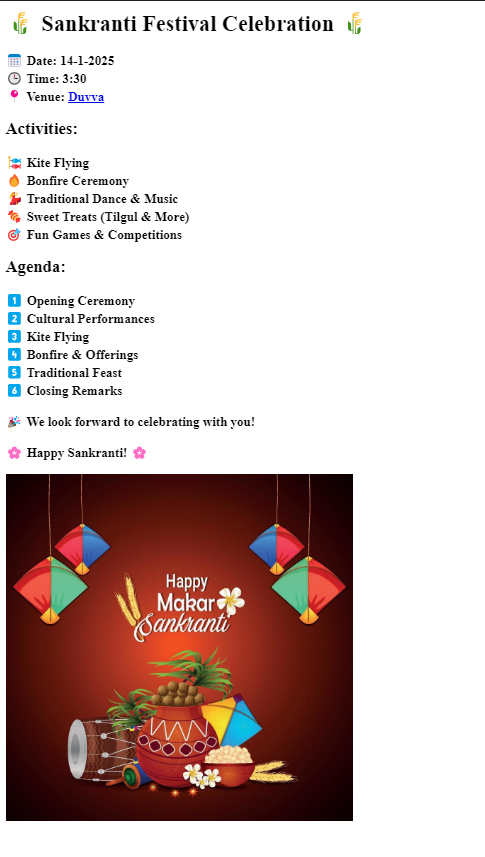 🌾 Sankranti Festival Celebration 🌾
📅 Date: 14-1-2025
🕒 Time: 3:30
📍 Venue: Duvva
Activities:
🎏 Kite Flying
🔥 Bonfire Ceremony
💃 Traditional Dance & Music
🍬 Sweet Treats (Tilgul & More)
🎯 Fun Games & Competitions
Agenda:
1️⃣ Opening Ceremony
2️⃣ Cultural Performances
3️⃣ Kite Flying
4️⃣ Bonfire & Offerings
5️⃣ Traditional Feast
6️⃣ Closing Remarks
🎉 We look forward to celebrating with you!
🌸 Happy Sankranti! 🌸
Happy
Makar
Sankranti